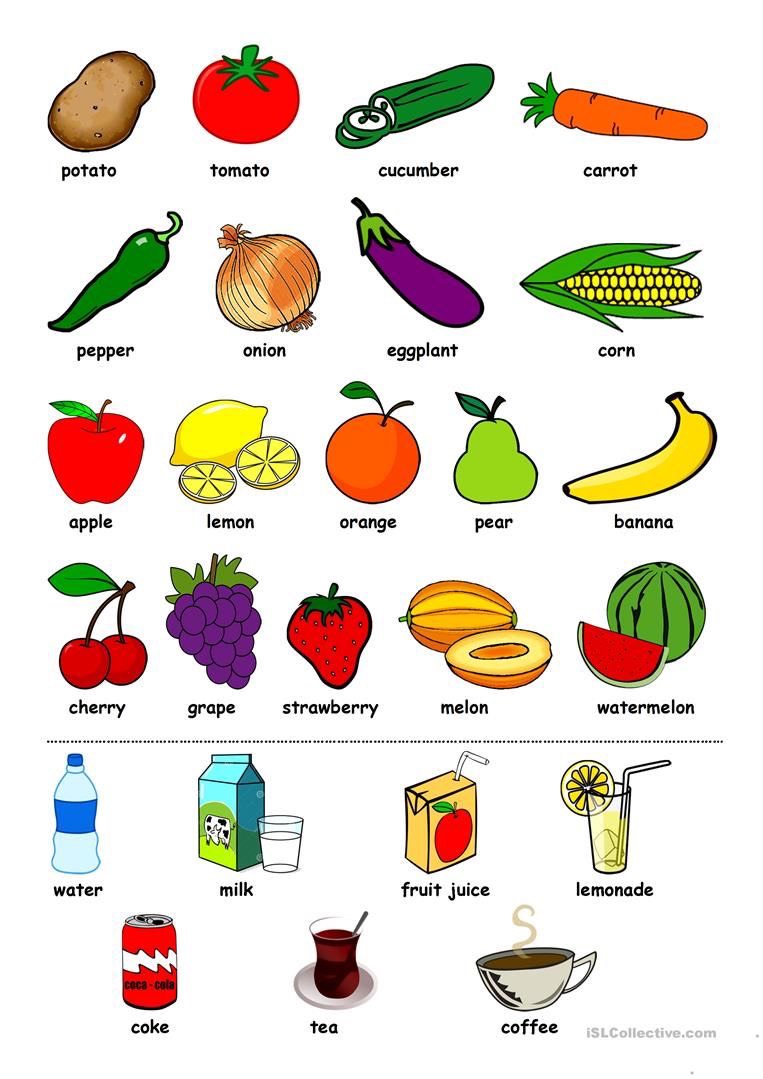 potato tomato cucumber carrot
pepper onion eggplant corn
apple lemon orange pear banana
cherry grape strawberry melon watermelon
water milk fruit juice lemonade
coca-cola
coke tea coffee
iSLCollective.com